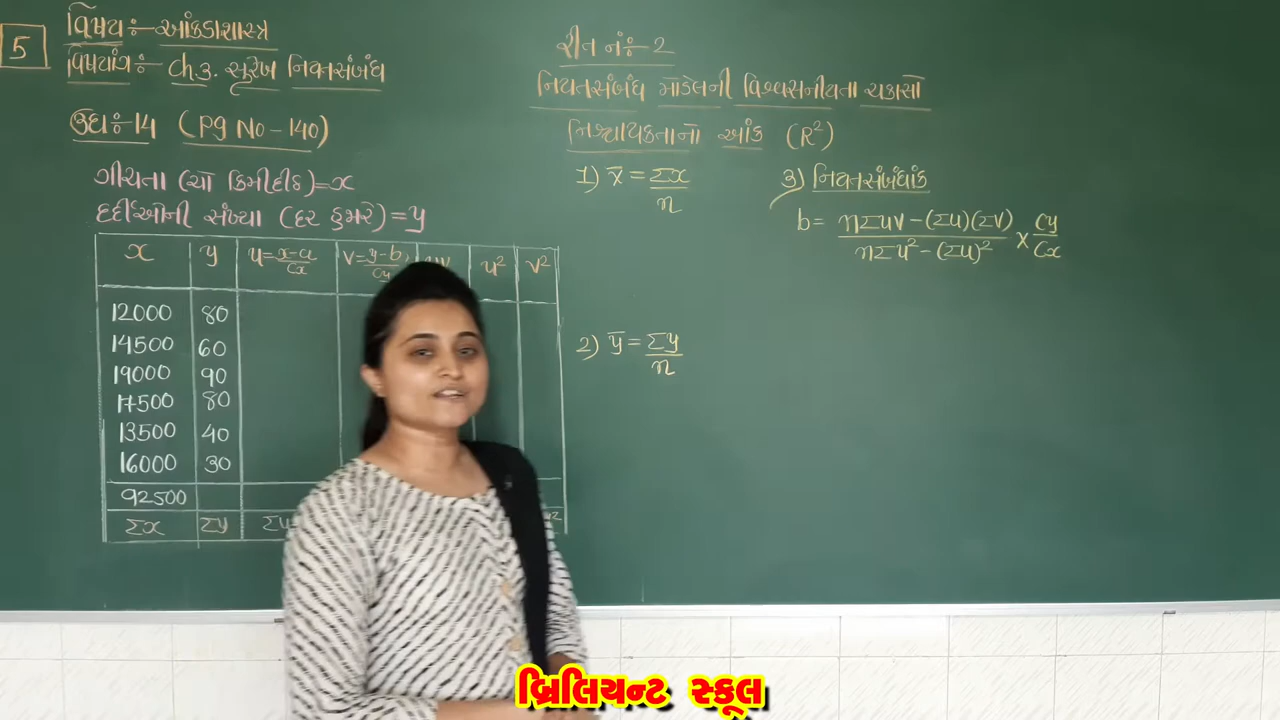 5
વિષય :- આંકડાશાસ્ત્ર
વિષયાંગ :- Ch 3. સુરેખ નિયતસંબંધ
ઉદા :- 14 (Pg No - 140)
ગીચતા (ચો કિમીદીઠ) = x
દર્દીઓની સંખ્યા (દર હજારે) = y
x y u = x-a/Cx v = y-b/Cy uv u² v²
12000 80
14500 60
19000 90
17500 80
13500 40
16000 30
92500
Σx Σy Σu
રીત નં :- 2
નિયતસંબંધ મોડેલની વિશ્વસનીયતા ચકાસો
નિશ્ચાયકતાનો આંક (R²)
1) x̄ = Σx/n
2) ȳ = Σy/n
3) નિયતસંબંધાંક
b = nΣuv - (Σu)(Σv) / nΣu² - (Σu)² × Cy/Cx
બ્રિલિયન્ટ સ્કૂલ